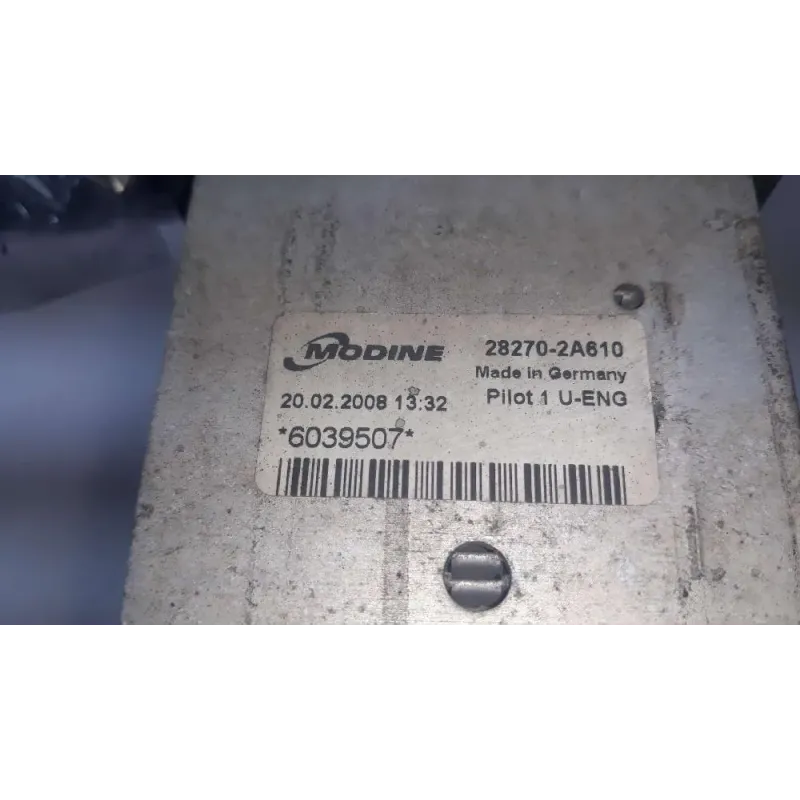 MODINE
28270-2A610
Made in Germany
20.02.2008 13:32
Pilot 1 U-ENG
*6039507*